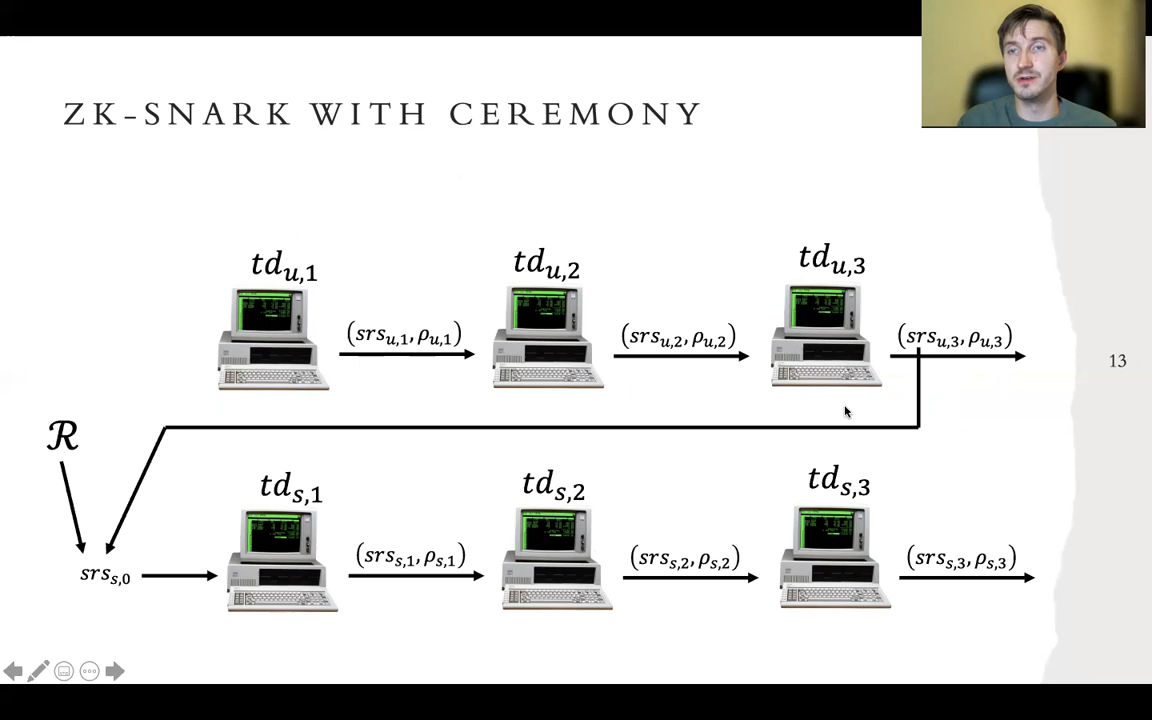 ZK-SNARK WITH CEREMONY
td_{u,1}
td_{u,2}
td_{u,3}
(srs_{u,1}, ρ_{u,1})
(srs_{u,2}, ρ_{u,2})
(srs_{u,3}, ρ_{u,3})
13
ℛ
td_{s,1}
td_{s,2}
td_{s,3}
srs_{s,0}
(srs_{s,1}, ρ_{s,1})
(srs_{s,2}, ρ_{s,2})
(srs_{s,3}, ρ_{s,3})